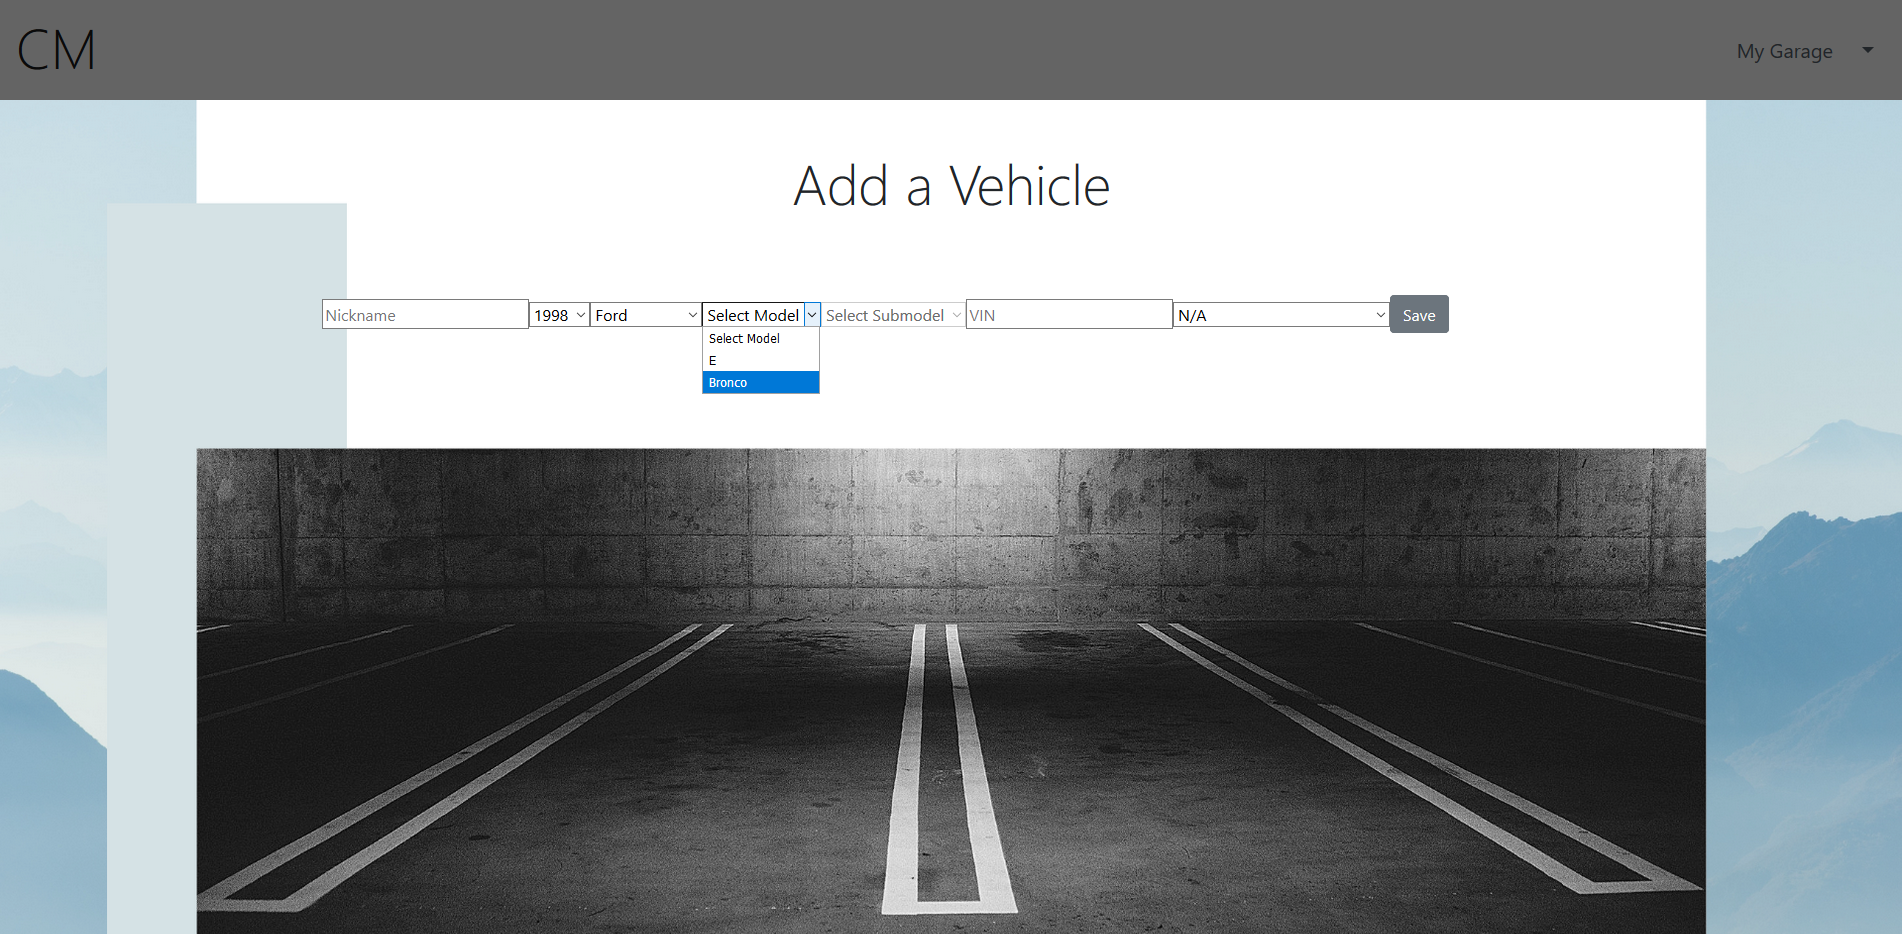 CM
My Garage
Add a Vehicle
Nickname 1998 Ford Select Model Select Submodel VIN N/A Save
Select Model
E
Bronco